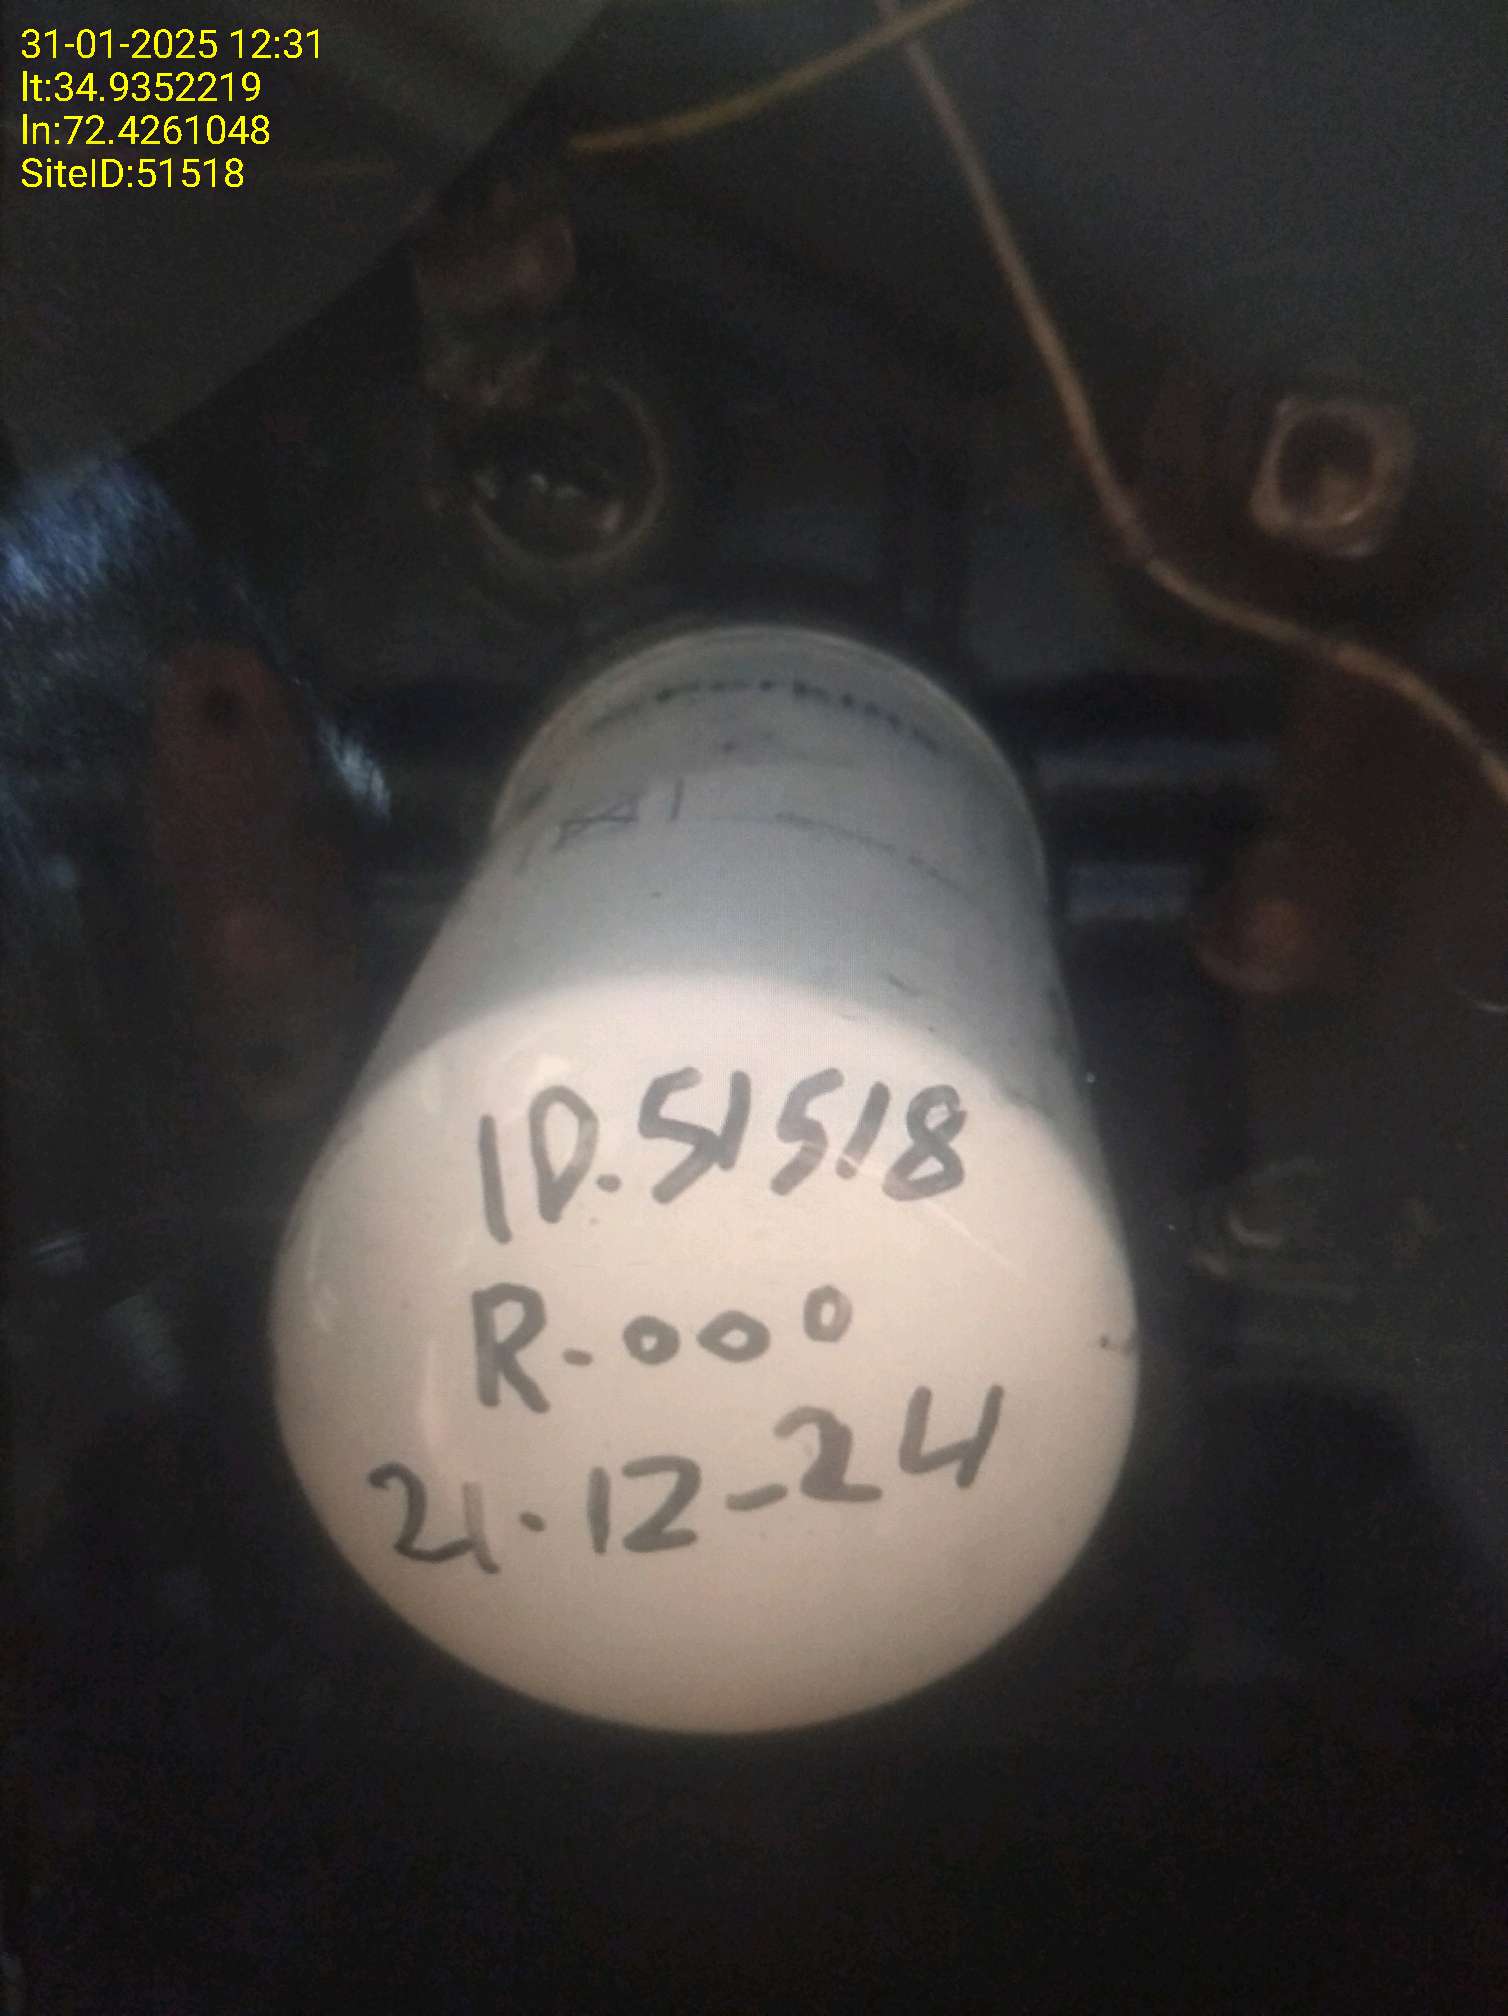 31-01-2025 12:31
lt:34.9352219
ln:72.4261048
SiteID:51518
ID.51518
R-000
21.12-24